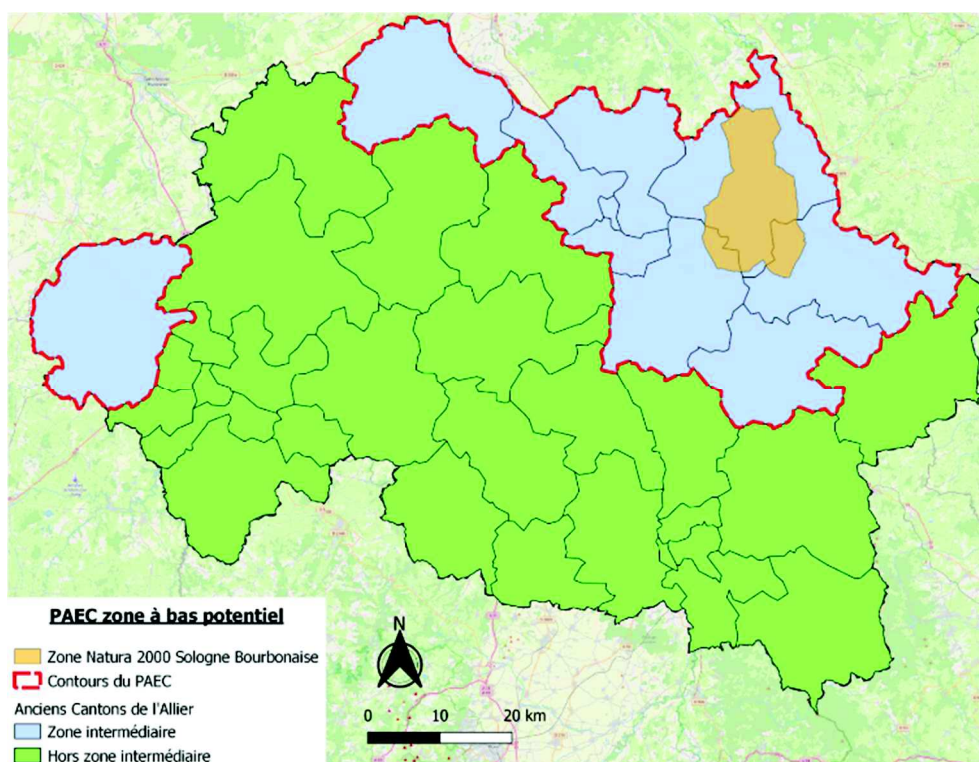 PAEC zone à bas potentiel
Zone Natura 2000 Sologne Bourbonaise
Contours du PAEC
Anciens Cantons de l'Allier
Zone intermédiaire
Hors zone intermédiaire
N
0 10 20 km